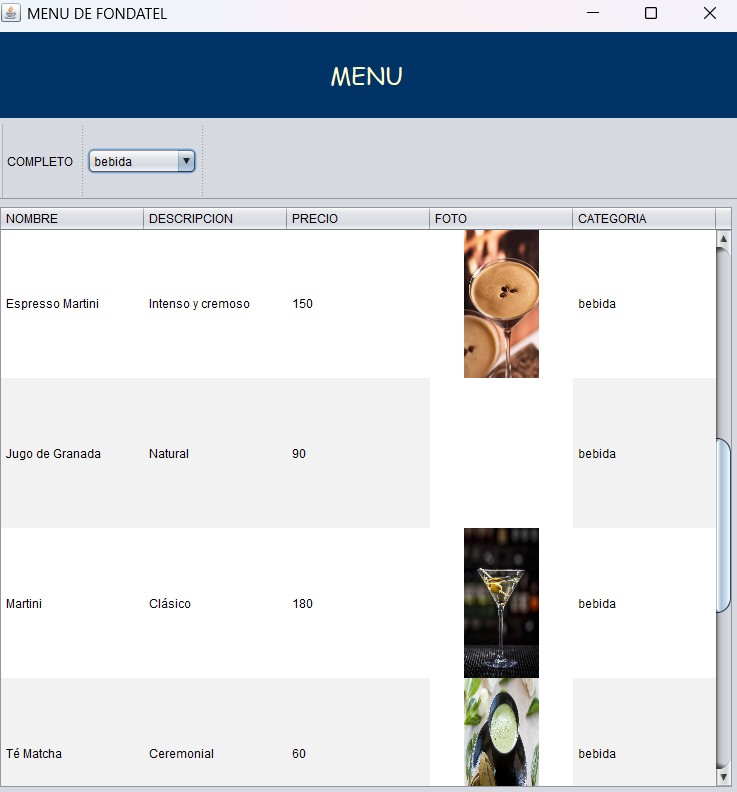 MENU DE FONDATEL
MENU
COMPLETO bebida
NOMBRE DESCRIPCION PRECIO FOTO CATEGORIA
Espresso Martini Intenso y cremoso 150 bebida
Jugo de Granada Natural 90 bebida
Martini Clásico 180 bebida
Té Matcha Ceremonial 60 bebida